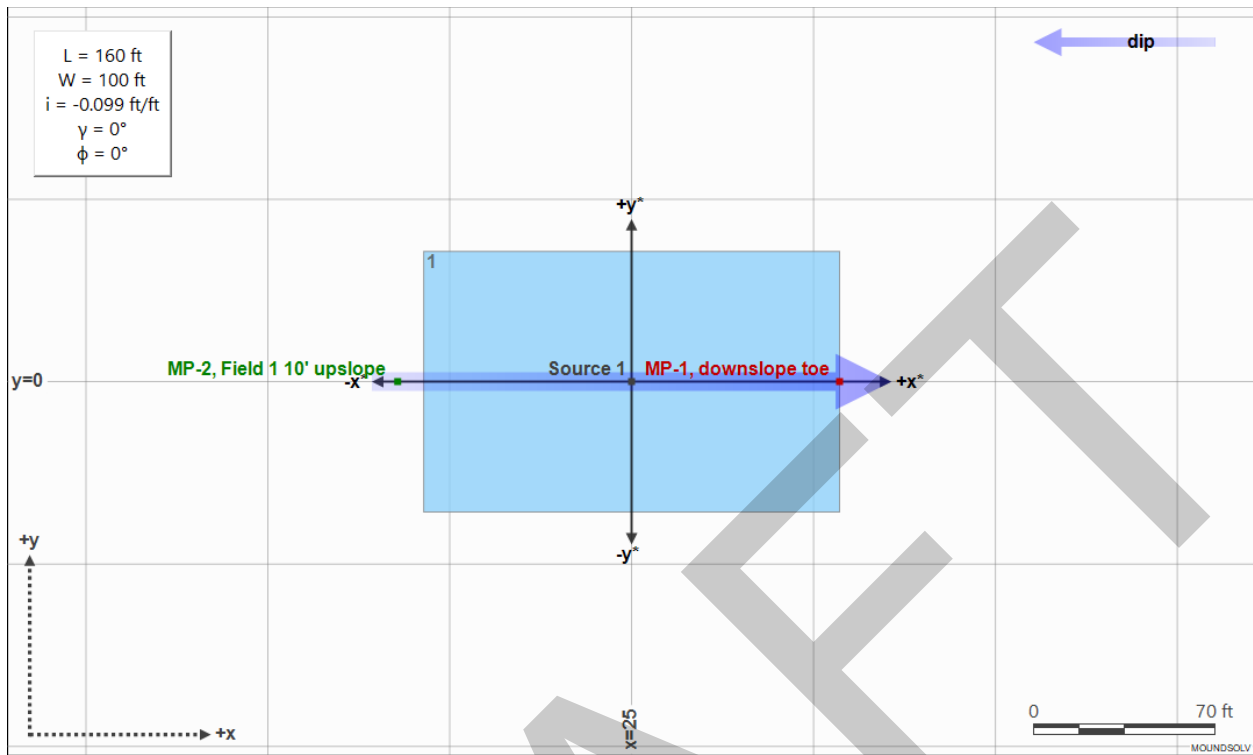 L = 160 ft
W = 100 ft
i = -0.099 ft/ft
γ = 0°
ϕ = 0°
dip
+y*
1
MP-2, Field 1 10' upslope
Source 1
MP-1, downslope toe
y=0
-x*
+x*
-y*
+y
+x
x=25
0
70 ft
MOUNDSOLV